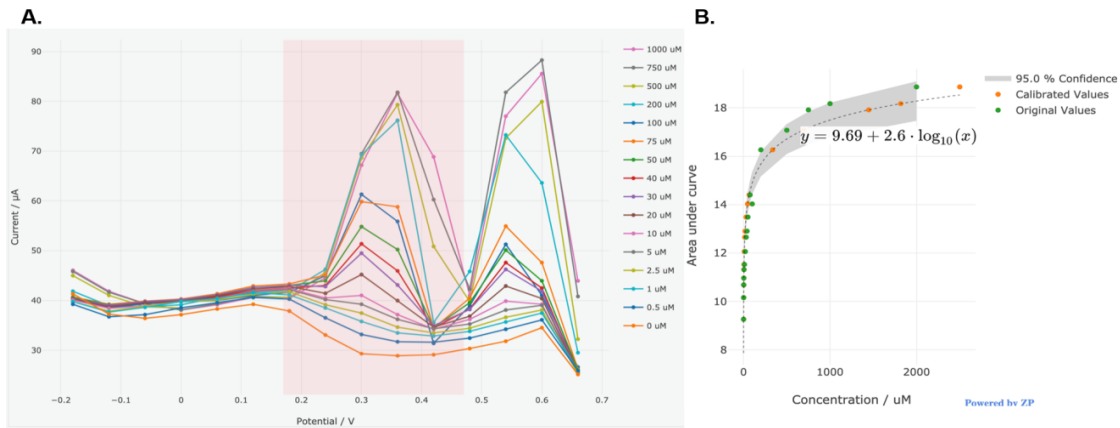 A.
90
80
70
60
50
40
30
Current / µA
−0.2
−0.1
0
0.1
0.2
0.3
0.4
0.5
0.6
0.7
Potential / V
1000 uM
750 uM
500 uM
200 uM
100 uM
75 uM
50 uM
40 uM
30 uM
20 uM
10 uM
5 uM
2.5 uM
1 uM
0.5 uM
0 uM
B.
95.0 % Confidence
Calibrated Values
Original Values
y = 9.69 + 2.6 · log₁₀(x)
18
16
14
12
10
8
Area under curve
0
1000
2000
Concentration / uM
Powered by ZP